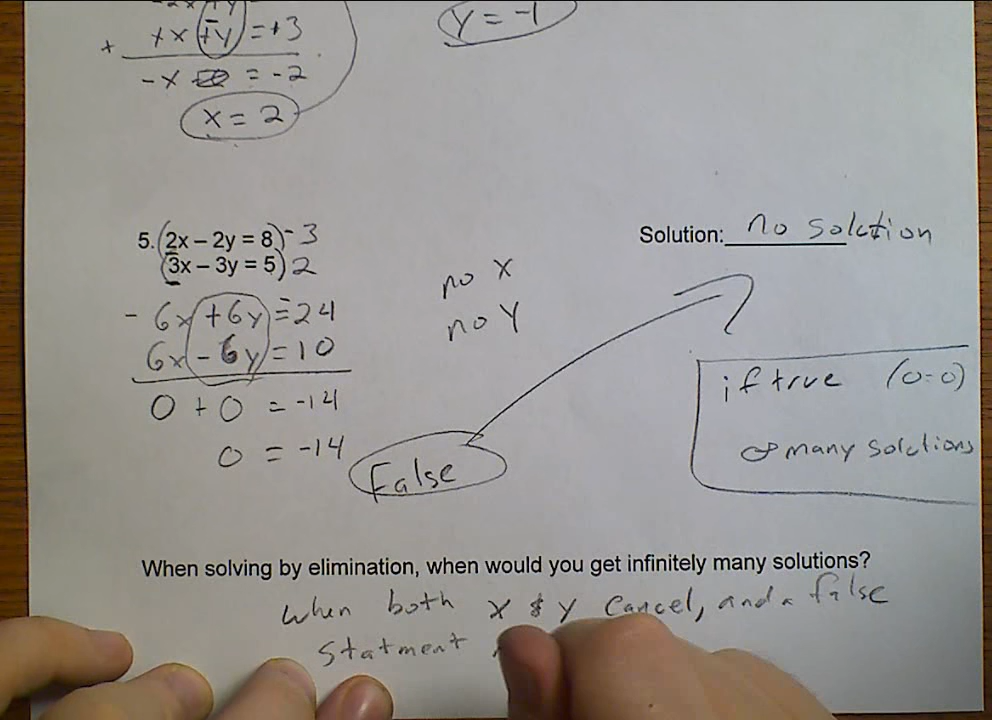 +x +y = +3
y = -1
+
-x = -2
x = 2
5. (2x – 2y = 8) -3
(3x – 3y = 5) 2
Solution: no solution
- 6x + 6y = 24
6x - 6y = 10
0 + 0 = -14
0 = -14
no x
no y
False
if true (0=0)
∞ many solutions
When solving by elimination, when would you get infinitely many solutions?
when both x & y cancel, and a false
statment